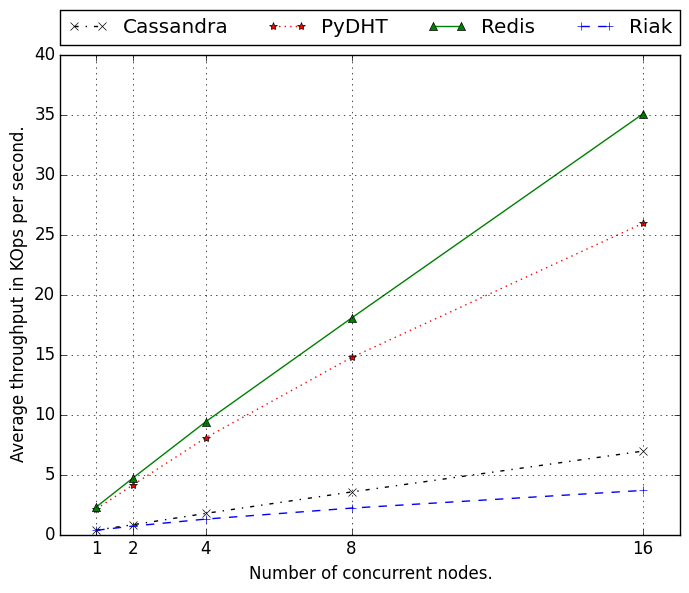 Cassandra PyDHT Redis Riak
40
35
30
25
20
15
10
5
0
Average throughput in KOps per second.
1 2 4 8 16
Number of concurrent nodes.